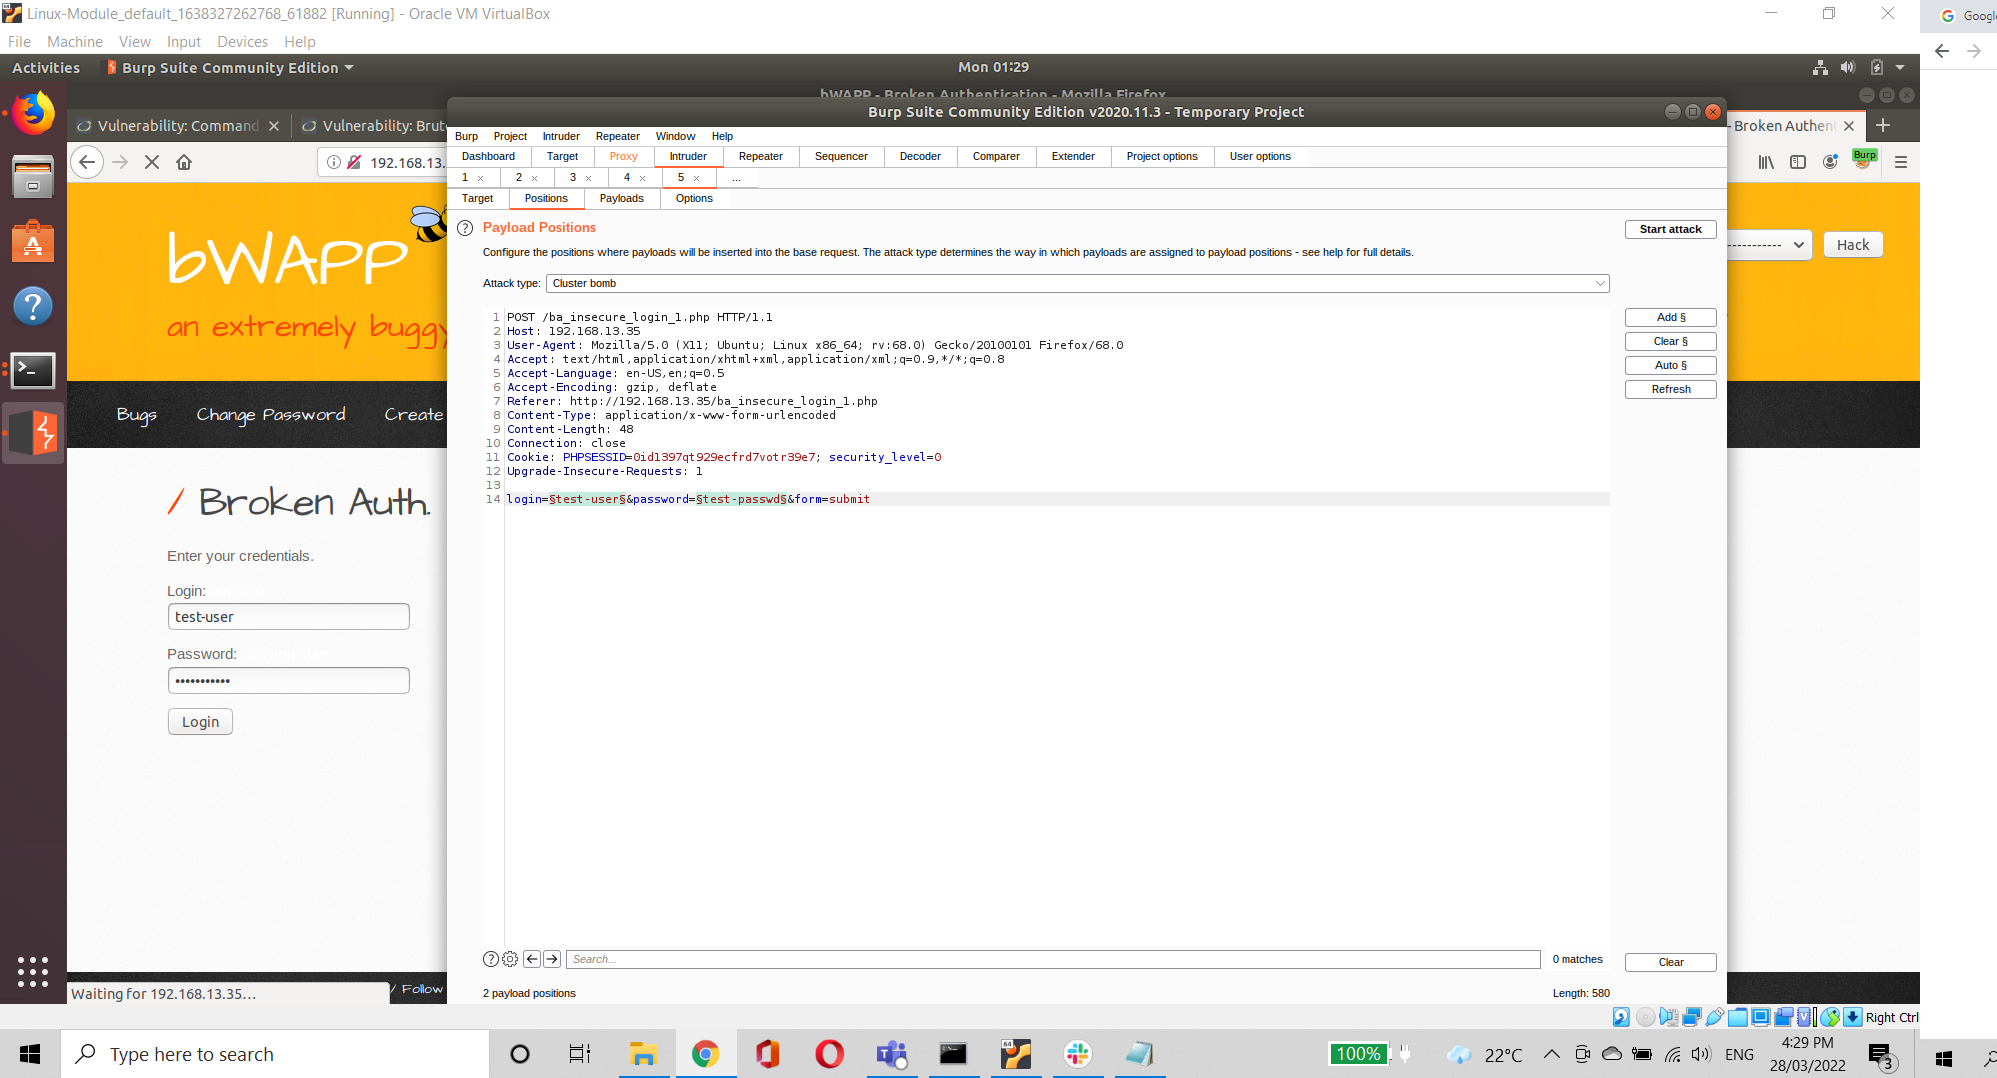 Linux-Module_default_1638327262768_61882 [Running] - Oracle VM VirtualBox
File Machine View Input Devices Help
Activities Burp Suite Community Edition Mon 01:29
bWAPP - Broken Authentication - Mozilla Firefox
Burp Suite Community Edition v2020.11.3 - Temporary Project
Vulnerability: Command Vulnerability: Brut - Broken Authent
192.168.13.
Burp Project Intruder Repeater Window Help
Dashboard Target Proxy Intruder Repeater Sequencer Decoder Comparer Extender Project options User options
1 × 2 × 3 × 4 × 5 × ...
Target Positions Payloads Options
Burp
? Payload Positions
Start attack
Configure the positions where payloads will be inserted into the base request. The attack type determines the way in which payloads are assigned to payload positions - see help for full details.
Attack type: Cluster bomb
1 POST /ba_insecure_login_1.php HTTP/1.1
2 Host: 192.168.13.35
3 User-Agent: Mozilla/5.0 (X11; Ubuntu; Linux x86_64; rv:68.0) Gecko/20100101 Firefox/68.0
4 Accept: text/html,application/xhtml+xml,application/xml;q=0.9,*/*;q=0.8
5 Accept-Language: en-US,en;q=0.5
6 Accept-Encoding: gzip, deflate
7 Referer: http://192.168.13.35/ba_insecure_login_1.php
8 Content-Type: application/x-www-form-urlencoded
9 Content-Length: 48
10 Connection: close
11 Cookie: PHPSESSID=0id1397qt929ecfrd7votr39e7; security_level=0
12 Upgrade-Insecure-Requests: 1
13
14 login=§test-user§&password=§test-passwd§&form=submit
Add §
Clear §
Auto §
Refresh
Search...
0 matches
Clear
2 payload positions
Length: 580
bWAPP
an extremely buggy
Bugs Change Password Create
/ Broken Auth.
Enter your credentials.
Login:
test-user
Password:
•••••••••••
Login
---------- Hack
Waiting for 192.168.13.35...
/ Follow
Right Ctrl
Type here to search
100%
22°C
ENG
4:29 PM
28/03/2022
3
64
Googl